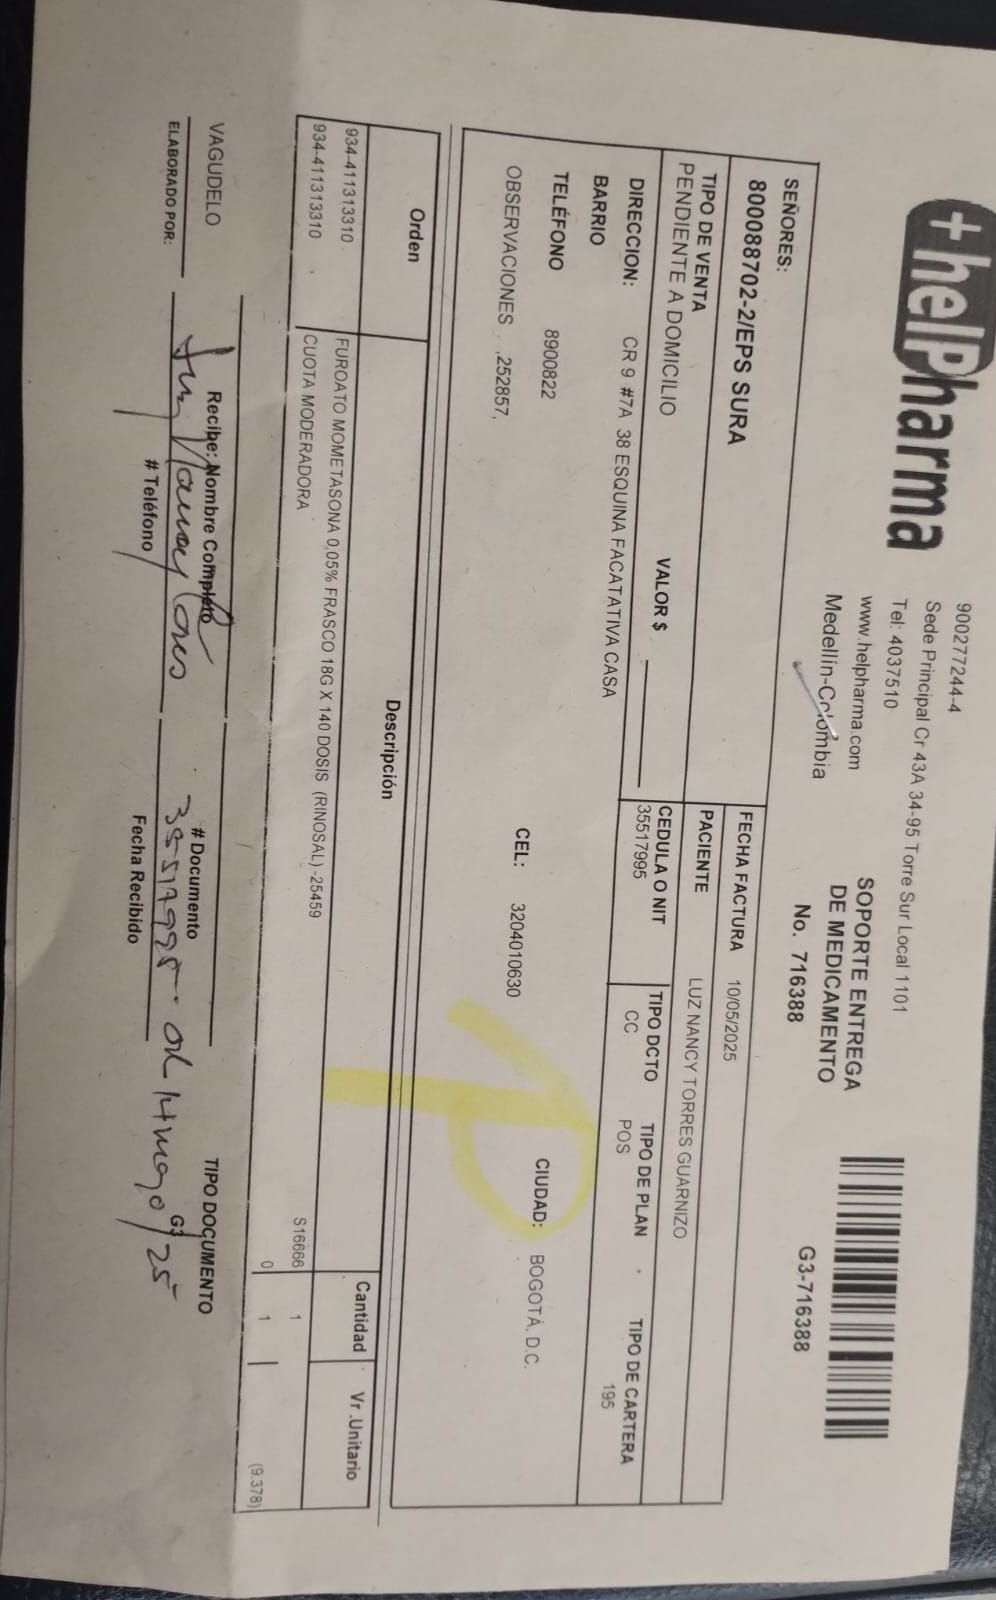 +helPharma
900277244-4
Sede Principal Cr 43A 34-95 Torre Sur Local 1101
Tel: 4037510
www.helpharma.com
Medellín-Colombia
SOPORTE ENTREGA
DE MEDICAMENTO
No. 716388
G3-716388
SEÑORES:
800088702-2/EPS SURA
FECHA FACTURA 10/05/2025
TIPO DE VENTA
PENDIENTE A DOMICILIO
VALOR $
PACIENTE LUZ NANCY TORRES GUARNIZO
CEDULA O NIT TIPO DCTO TIPO DE PLAN TIPO DE CARTERA
35517995 CC POS 195
DIRECCION: CR 9 #7A 38 ESQUINA FACATATIVA CASA
BARRIO
TELÉFONO 8900822 CEL: 3204010630 CIUDAD: BOGOTÁ, D.C.
OBSERVACIONES .252857,
Orden Descripción Cantidad Vr .Unitario
934-411313310 FUROATO MOMETASONA 0,05% FRASCO 18G X 140 DOSIS (RINOSAL) -25459 S16666 1
934-411313310 CUOTA MODERADORA 0 1 (9.378)
VAGUDELO
ELABORADO POR:
Recibe: Nombre Completo # Documento TIPO DOCUMENTO
35517995. 14 mayo/25
G3
# Teléfono Fecha Recibido